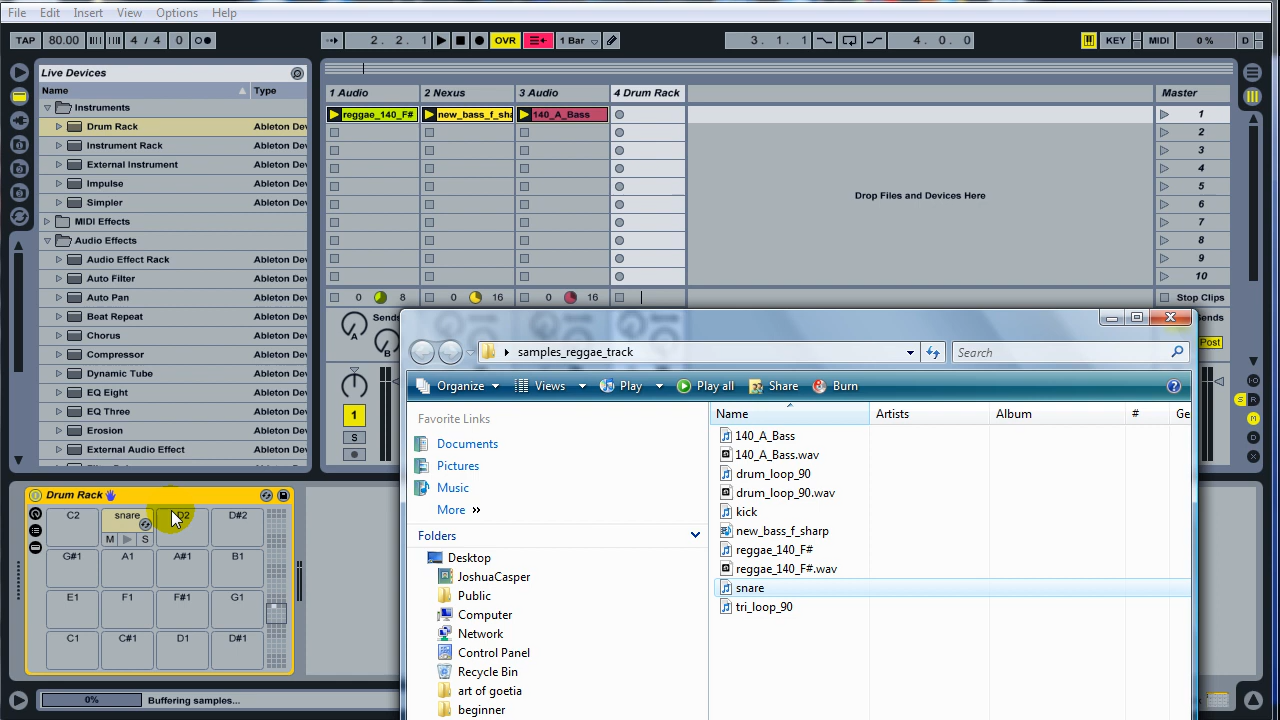 File Edit Insert View Options Help
TAP 80.00 4 / 4 0 2. 2. 1 OVR 1 Bar 3. 1. 1 4. 0. 0 KEY MIDI 0 % D
Live Devices
Name Type
Instruments
Drum Rack Ableton Dev
Instrument Rack Ableton Dev
External Instrument Ableton Dev
Impulse Ableton Dev
Simpler Ableton Dev
MIDI Effects
Audio Effects
Audio Effect Rack Ableton Dev
Auto Filter Ableton Dev
Auto Pan Ableton Dev
Beat Repeat Ableton Dev
Chorus Ableton Dev
Compressor Ableton Dev
Dynamic Tube Ableton Dev
EQ Eight Ableton Dev
EQ Three Ableton Dev
Erosion Ableton Dev
External Audio Effect Ableton Dev
1 Audio 2 Nexus 3 Audio 4 Drum Rack Master
reggae_140_F# new_bass_f_sha 140_A_Bass 1
2
3
4
Drop Files and Devices Here
5
6
7
8
9
10
0 8 0 16 0 16 Stop Clips
Sends
A
B
1
S
Sends
Post
S R
M
D
samples_reggae_track
Search
Organize Views Play Play all Share Burn
Favorite Links
Documents
Pictures
Music
More »
Folders
Desktop
JoshuaCasper
Public
Computer
Network
Control Panel
Recycle Bin
art of goetia
beginner
Name Artists Album # Ge
140_A_Bass
140_A_Bass.wav
drum_loop_90
drum_loop_90.wav
kick
new_bass_f_sharp
reggae_140_F#
reggae_140_F#.wav
snare
tri_loop_90
Drum Rack
C2 snare D2 D#2
M S
G#1 A1 A#1 B1
E1 F1 F#1 G1
C1 C#1 D1 D#1
0% Buffering samples...